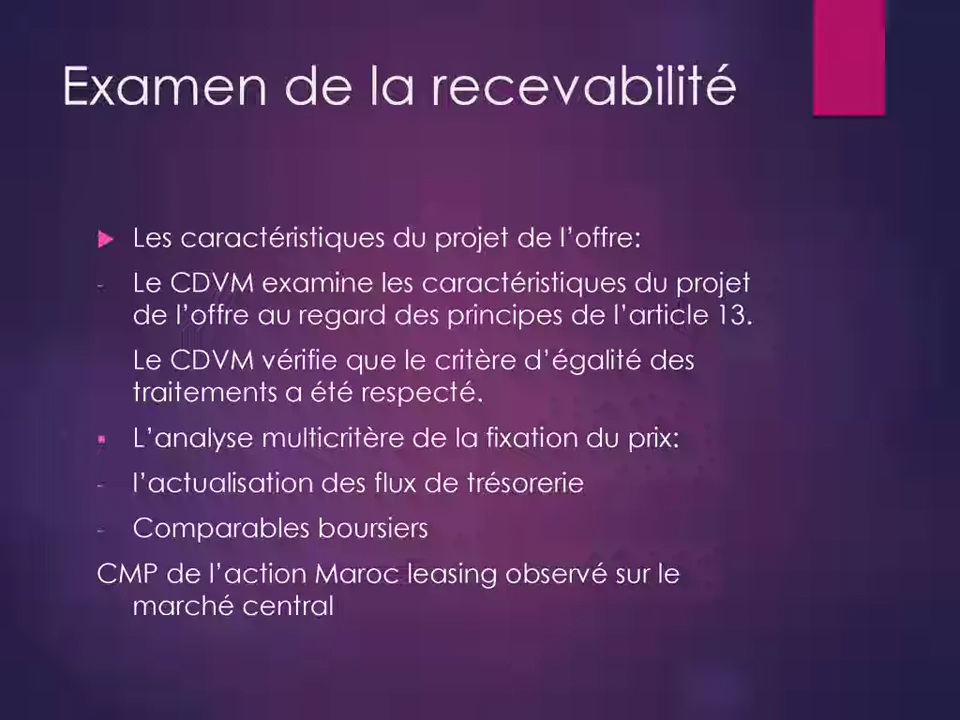 Examen de la recevabilité
Les caractéristiques du projet de l’offre:
- Le CDVM examine les caractéristiques du projet
de l’offre au regard des principes de l’article 13.
Le CDVM vérifie que le critère d’égalité des
traitements a été respecté.
L’analyse multicritère de la fixation du prix:
- l’actualisation des flux de trésorerie
- Comparables boursiers
CMP de l’action Maroc leasing observé sur le
marché central